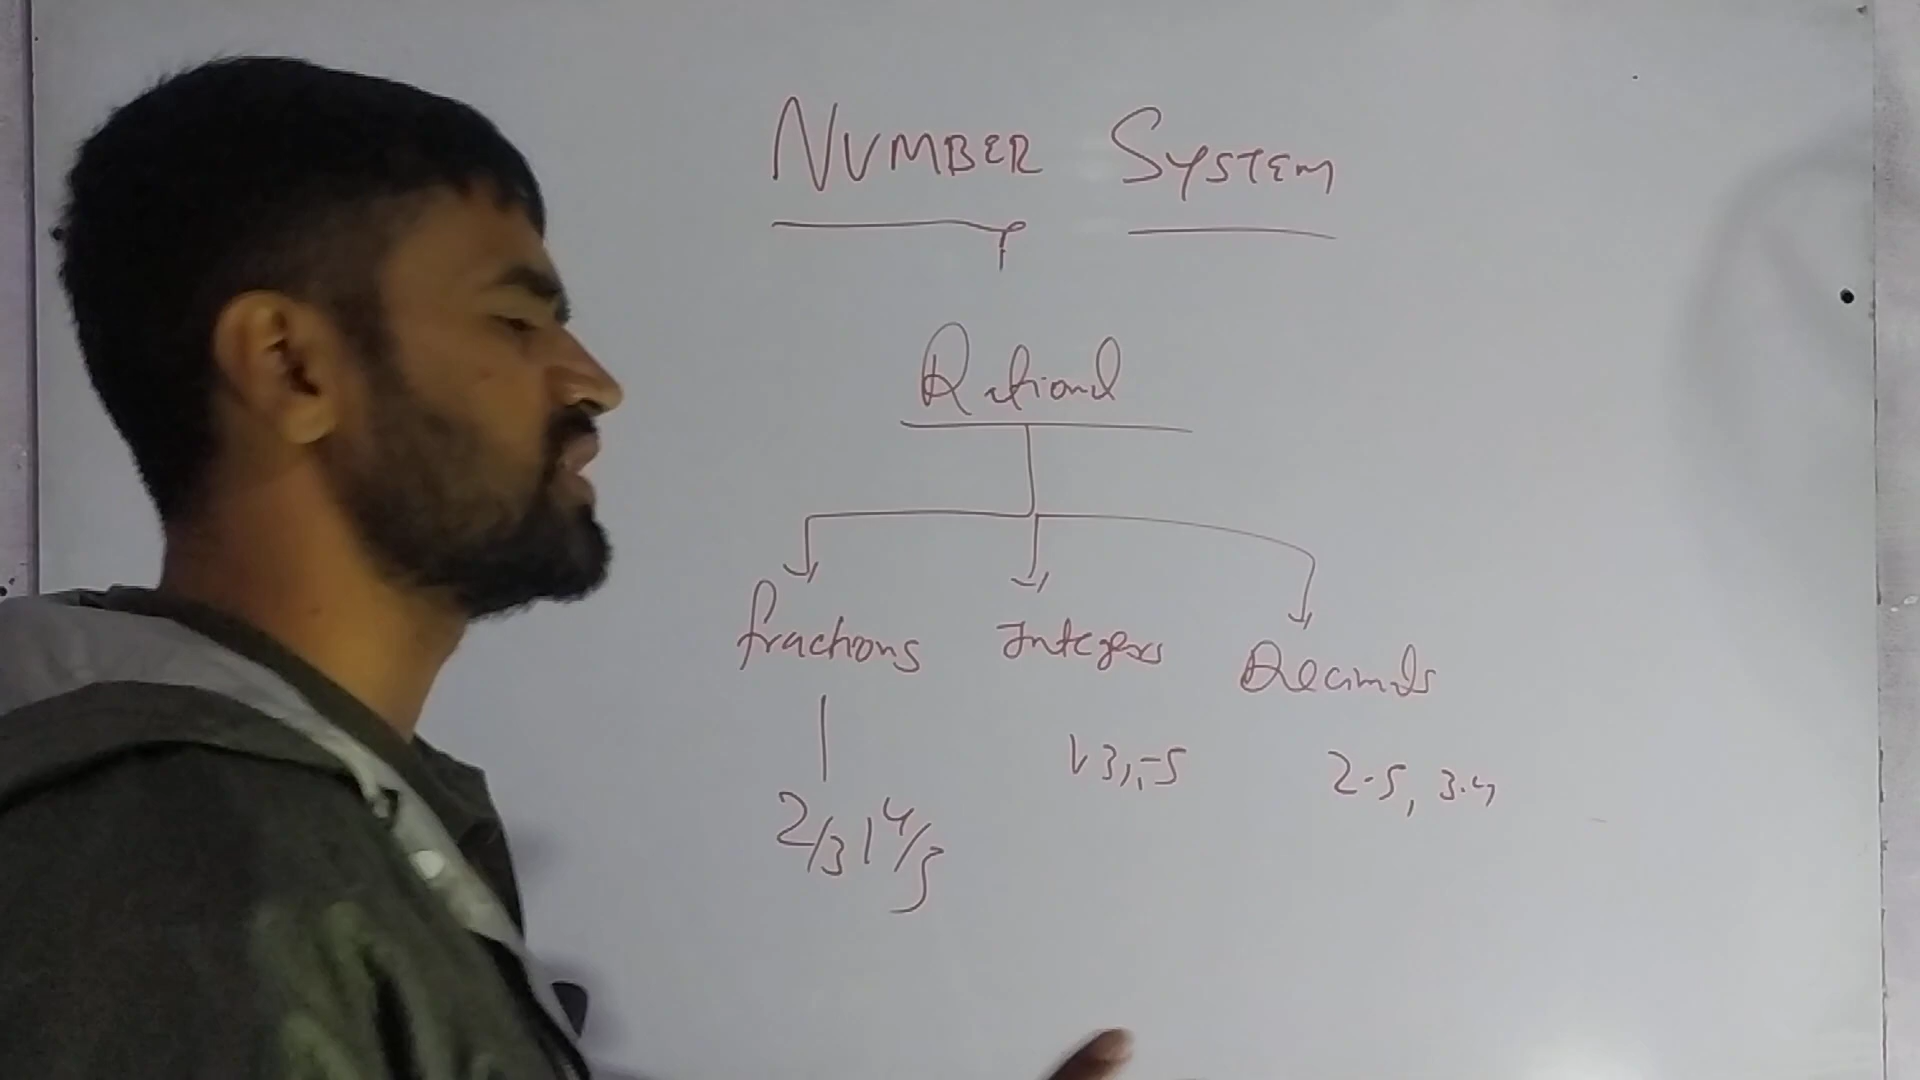 NUMBER SYSTEM
Rational
fractions Integers Decimals
1, 3, -5 2.5, 3.4
2/3, 4/5